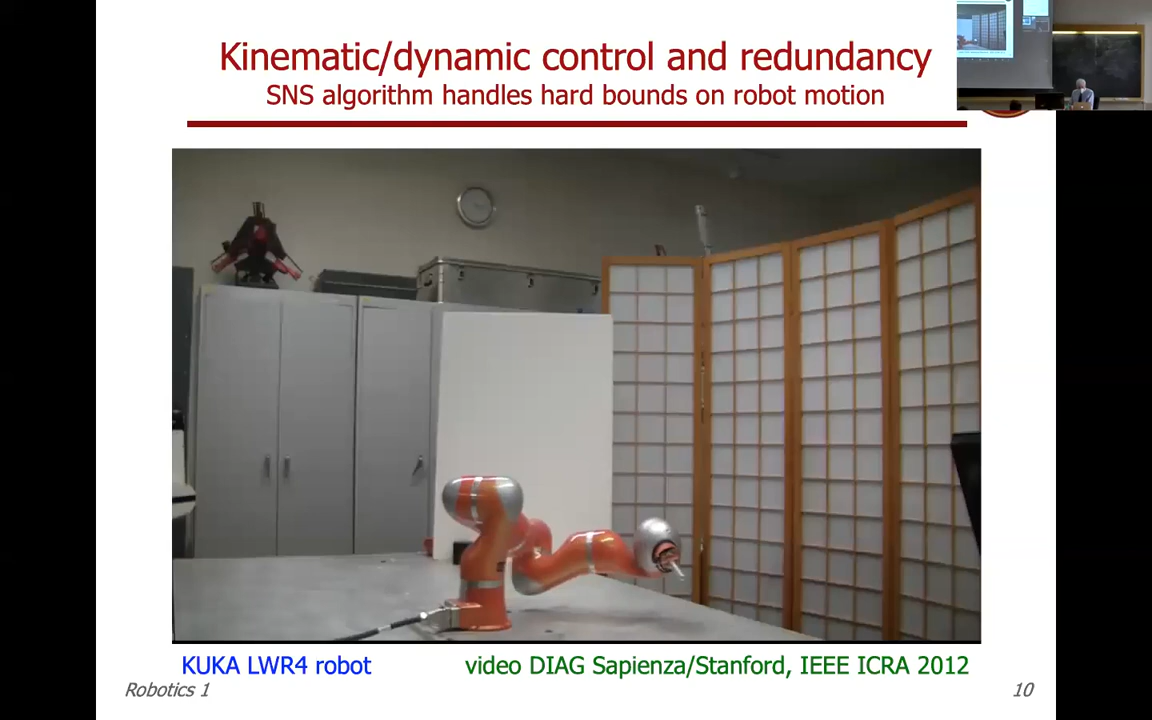 Kinematic/dynamic control and redundancy
SNS algorithm handles hard bounds on robot motion
KUKA LWR4 robot
video DIAG Sapienza/Stanford, IEEE ICRA 2012
Robotics 1
10